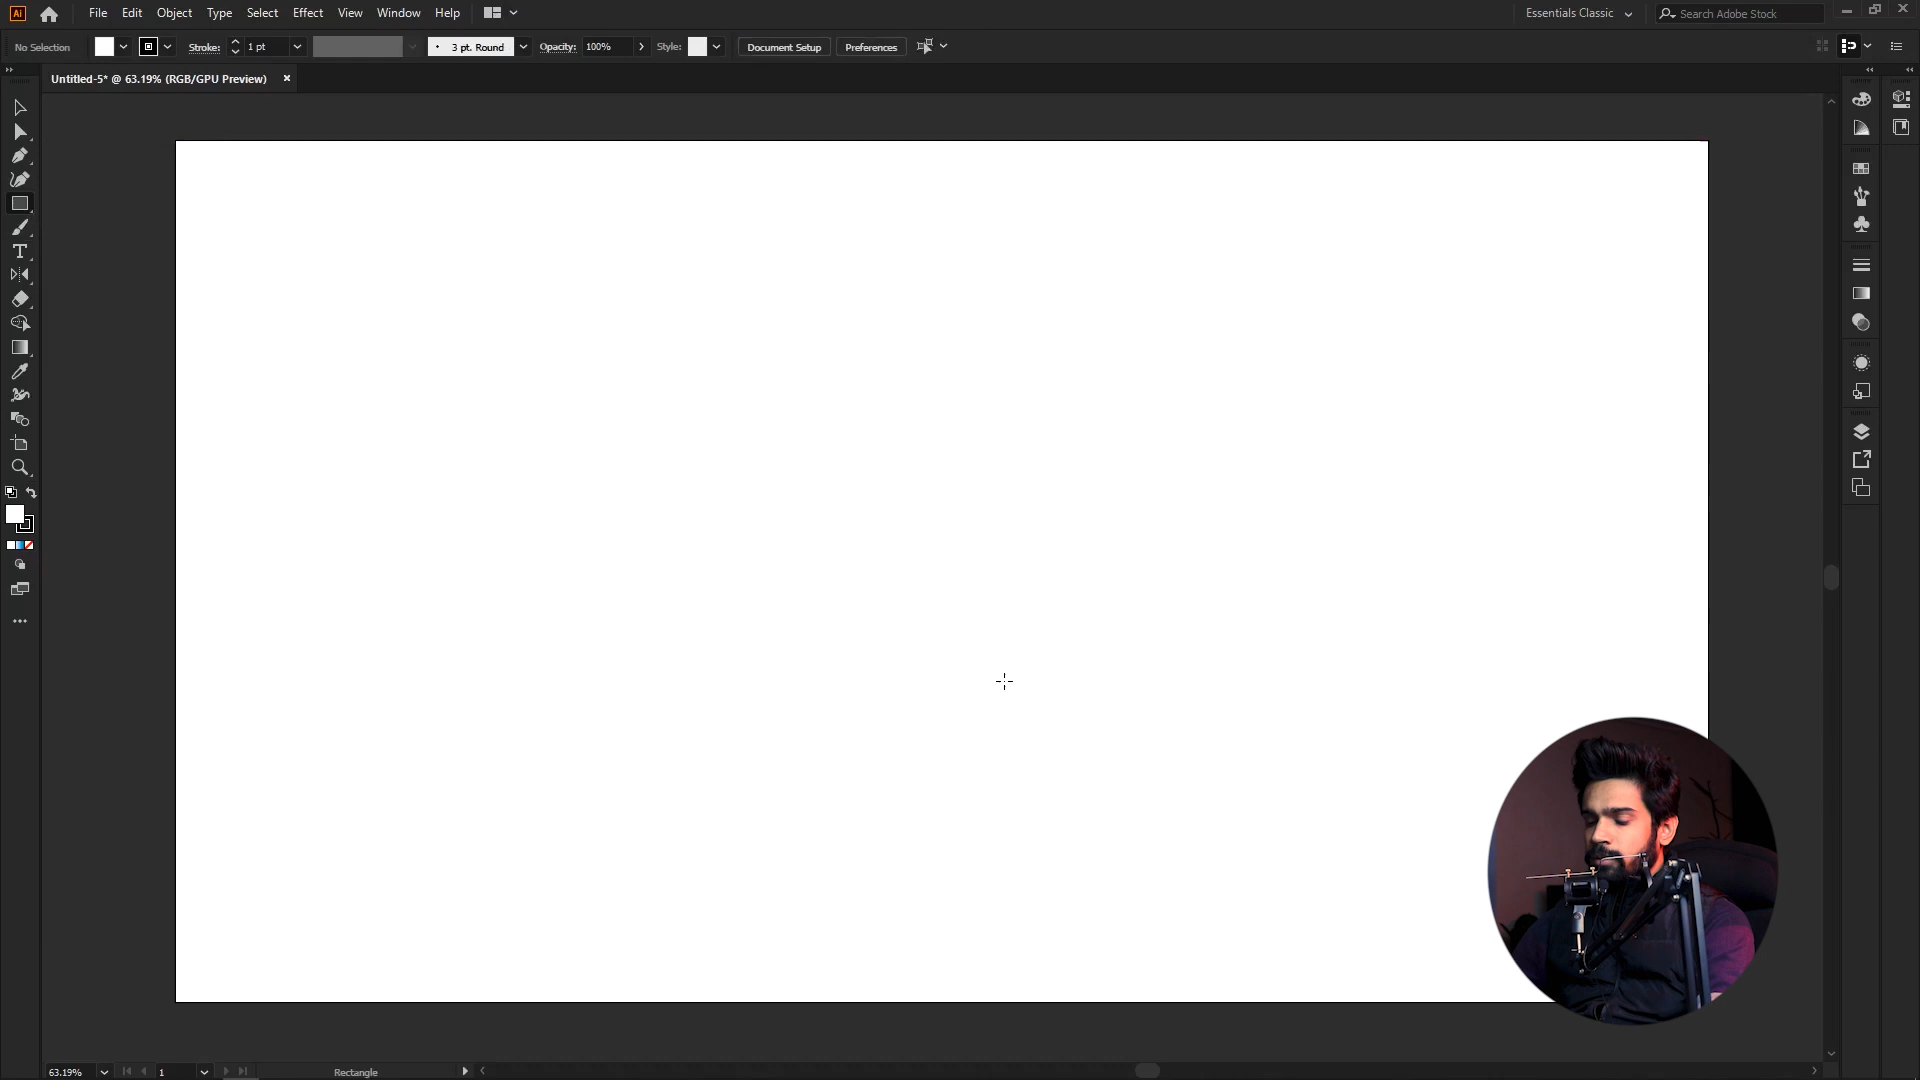 Ai File Edit Object Type Select Effect View Window Help Essentials Classic Search Adobe Stock
No Selection Stroke: 1 pt 3 pt. Round Opacity: 100% Style: Document Setup Preferences
Untitled-5* @ 63.19% (RGB/GPU Preview)
63.19% 1 Rectangle